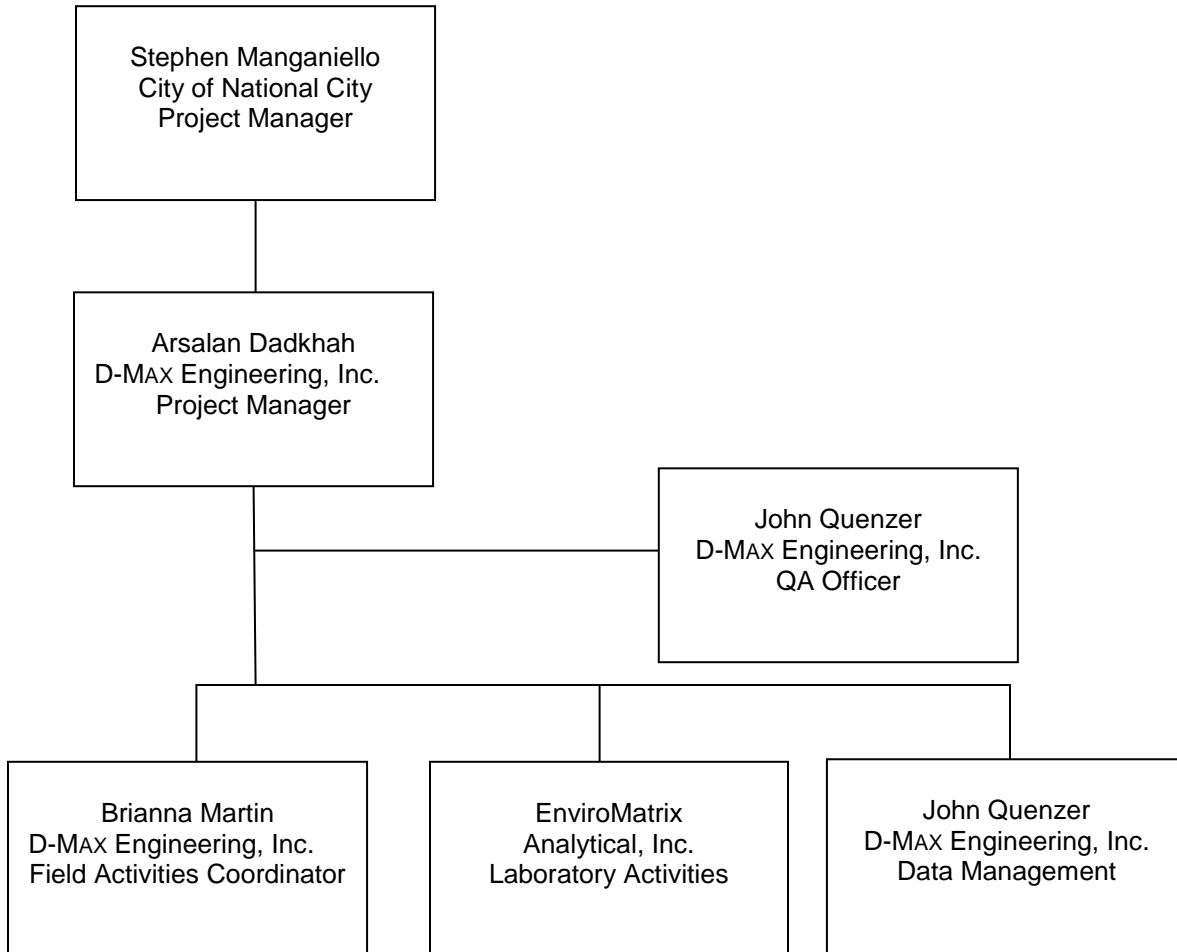 Stephen Manganiello
City of National City
Project Manager
Arsalan Dadkhah
D-MAX Engineering, Inc.
Project Manager
John Quenzer
D-MAX Engineering, Inc.
QA Officer
Brianna Martin
D-MAX Engineering, Inc.
Field Activities Coordinator
EnviroMatrix
Analytical, Inc.
Laboratory Activities
John Quenzer
D-MAX Engineering, Inc.
Data Management